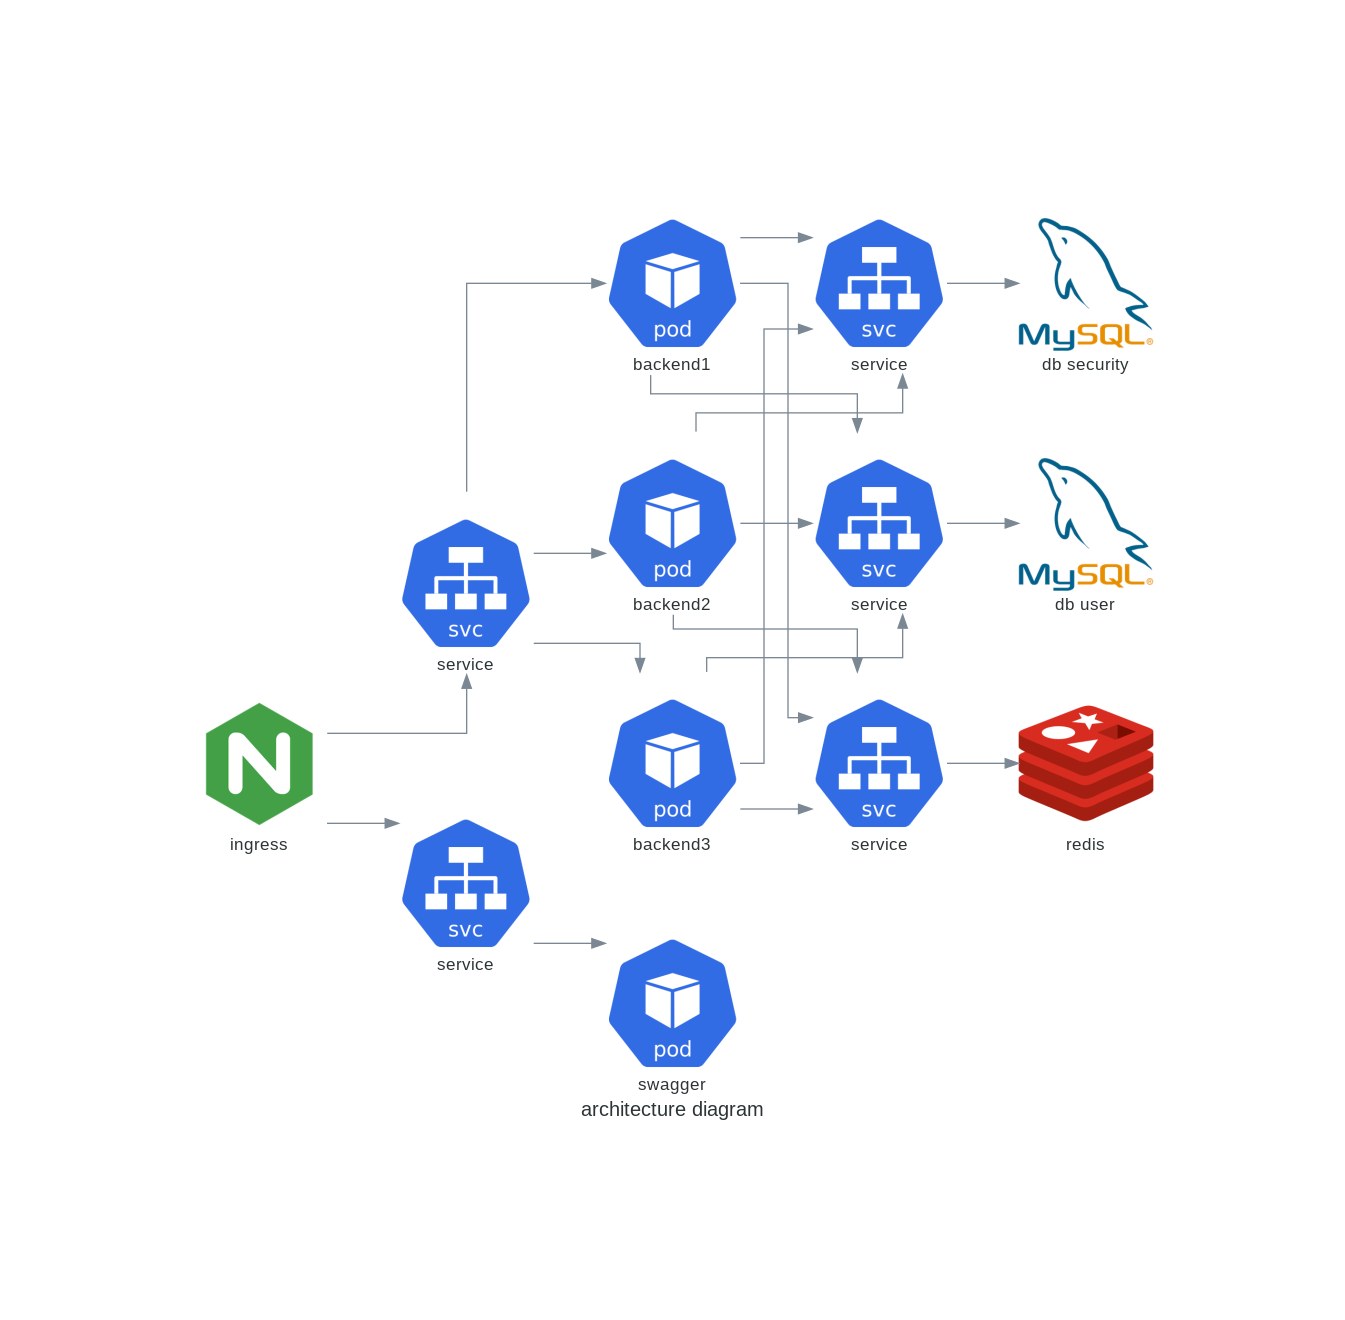 pod
backend1
svc
service
MySQL®
db security
pod
backend2
svc
service
MySQL®
db user
svc
service
N
ingress
pod
backend3
svc
service
redis
svc
service
pod
swagger
architecture diagram